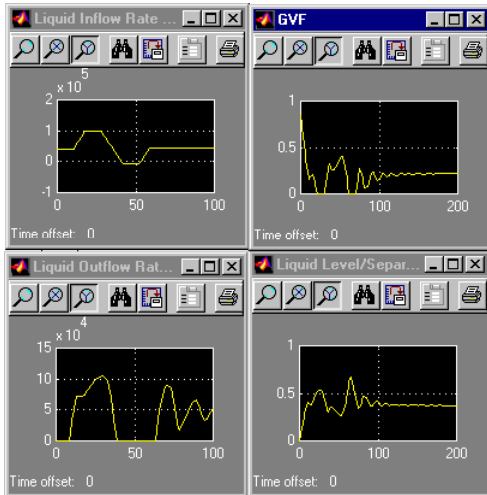 Liquid Inflow Rate ...
x 10
5
2
1
0
-1
0
50
100
Time offset: 0
GVF
1
0.5
0
0
100
200
Time offset: 0
Liquid Outflow Rat...
x 10
4
15
10
5
0
0
50
100
Time offset: 0
Liquid Level/Separ...
1
0.5
0
0
100
200
Time offset: 0